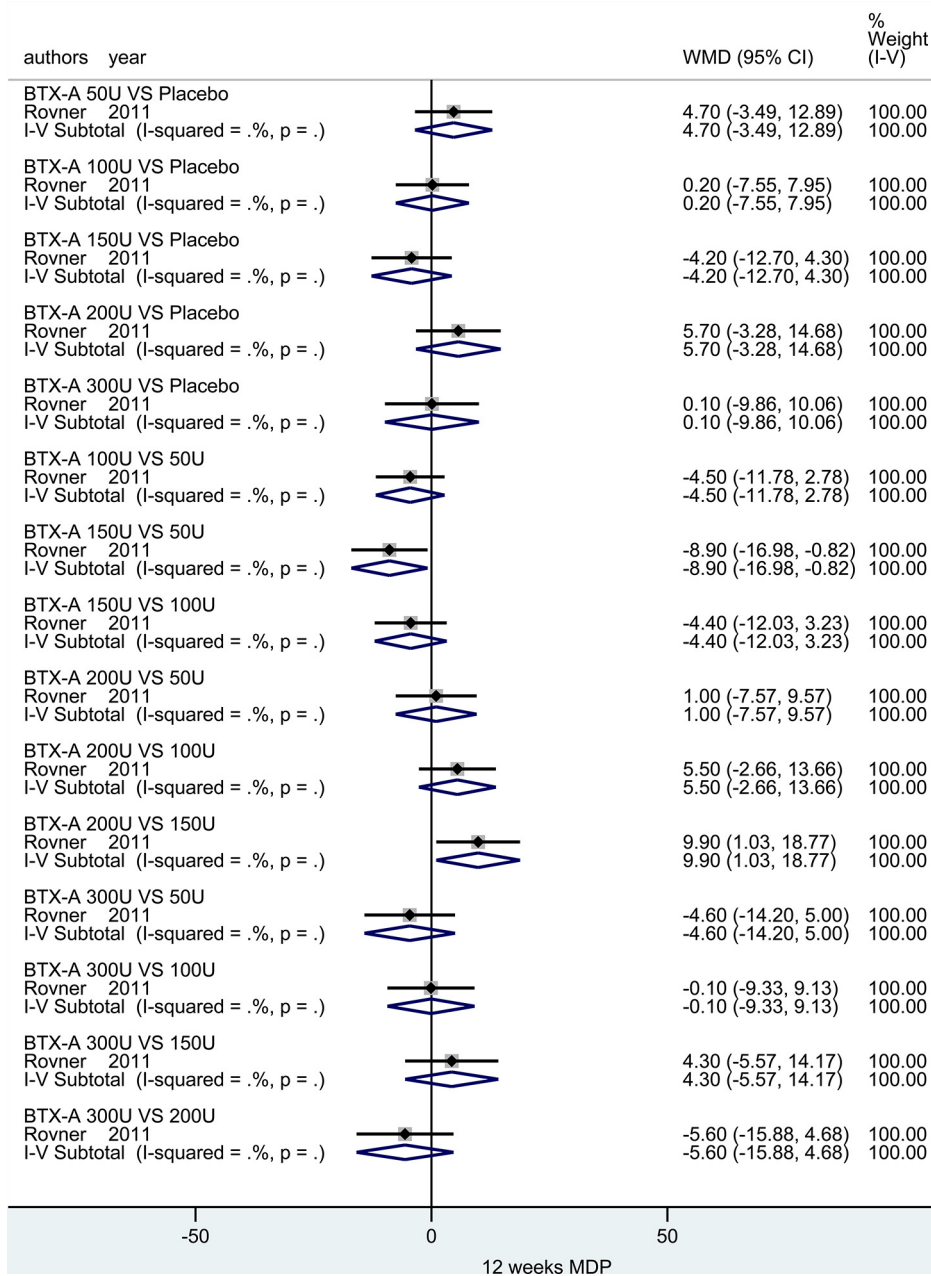 %
Weight
authors year WMD (95% CI) (I-V)
BTX-A 50U VS Placebo
Rovner 2011 4.70 (-3.49, 12.89) 100.00
I-V Subtotal (I-squared = .%, p = .) 4.70 (-3.49, 12.89) 100.00
BTX-A 100U VS Placebo
Rovner 2011 0.20 (-7.55, 7.95) 100.00
I-V Subtotal (I-squared = .%, p = .) 0.20 (-7.55, 7.95) 100.00
BTX-A 150U VS Placebo
Rovner 2011 -4.20 (-12.70, 4.30) 100.00
I-V Subtotal (I-squared = .%, p = .) -4.20 (-12.70, 4.30) 100.00
BTX-A 200U VS Placebo
Rovner 2011 5.70 (-3.28, 14.68) 100.00
I-V Subtotal (I-squared = .%, p = .) 5.70 (-3.28, 14.68) 100.00
BTX-A 300U VS Placebo
Rovner 2011 0.10 (-9.86, 10.06) 100.00
I-V Subtotal (I-squared = .%, p = .) 0.10 (-9.86, 10.06) 100.00
BTX-A 100U VS 50U
Rovner 2011 -4.50 (-11.78, 2.78) 100.00
I-V Subtotal (I-squared = .%, p = .) -4.50 (-11.78, 2.78) 100.00
BTX-A 150U VS 50U
Rovner 2011 -8.90 (-16.98, -0.82) 100.00
I-V Subtotal (I-squared = .%, p = .) -8.90 (-16.98, -0.82) 100.00
BTX-A 150U VS 100U
Rovner 2011 -4.40 (-12.03, 3.23) 100.00
I-V Subtotal (I-squared = .%, p = .) -4.40 (-12.03, 3.23) 100.00
BTX-A 200U VS 50U
Rovner 2011 1.00 (-7.57, 9.57) 100.00
I-V Subtotal (I-squared = .%, p = .) 1.00 (-7.57, 9.57) 100.00
BTX-A 200U VS 100U
Rovner 2011 5.50 (-2.66, 13.66) 100.00
I-V Subtotal (I-squared = .%, p = .) 5.50 (-2.66, 13.66) 100.00
BTX-A 200U VS 150U
Rovner 2011 9.90 (1.03, 18.77) 100.00
I-V Subtotal (I-squared = .%, p = .) 9.90 (1.03, 18.77) 100.00
BTX-A 300U VS 50U
Rovner 2011 -4.60 (-14.20, 5.00) 100.00
I-V Subtotal (I-squared = .%, p = .) -4.60 (-14.20, 5.00) 100.00
BTX-A 300U VS 100U
Rovner 2011 -0.10 (-9.33, 9.13) 100.00
I-V Subtotal (I-squared = .%, p = .) -0.10 (-9.33, 9.13) 100.00
BTX-A 300U VS 150U
Rovner 2011 4.30 (-5.57, 14.17) 100.00
I-V Subtotal (I-squared = .%, p = .) 4.30 (-5.57, 14.17) 100.00
BTX-A 300U VS 200U
Rovner 2011 -5.60 (-15.88, 4.68) 100.00
I-V Subtotal (I-squared = .%, p = .) -5.60 (-15.88, 4.68) 100.00
-50 0 50
12 weeks MDP